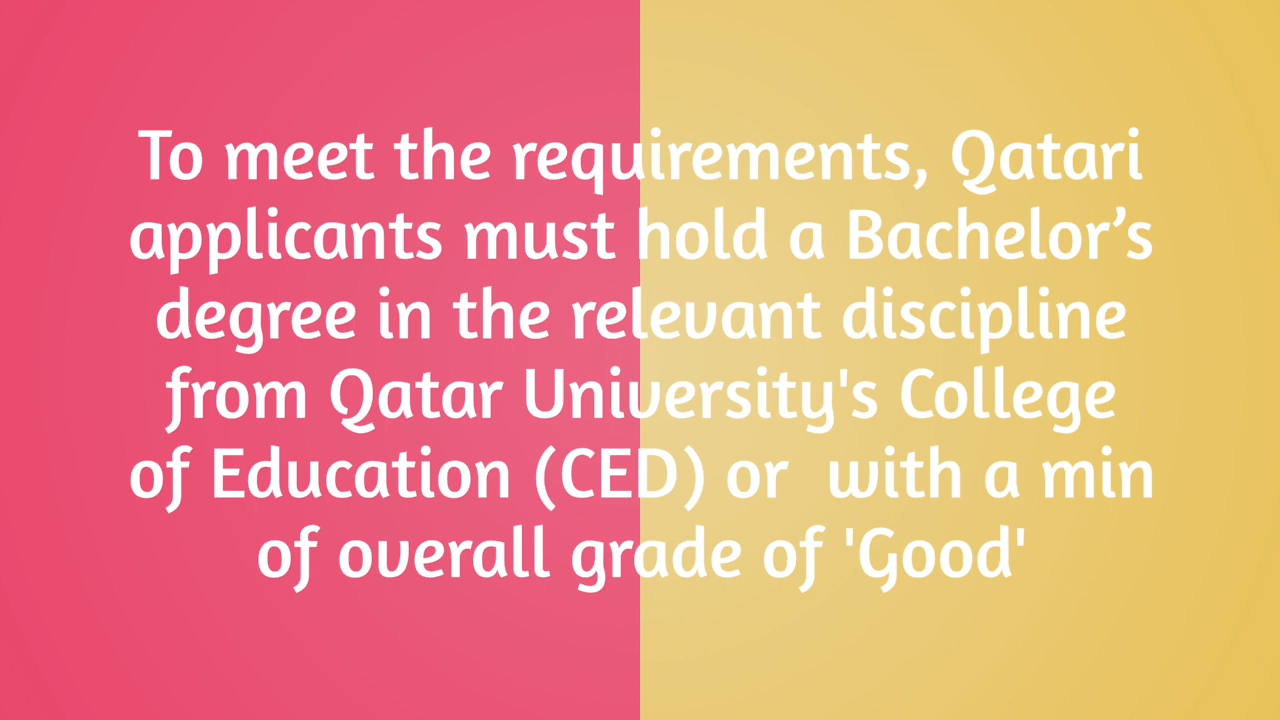 To meet the requirements, Qatari
applicants must hold a Bachelor’s
degree in the relevant discipline
from Qatar University's College
of Education (CED) or  with a min
of overall grade of 'Good'